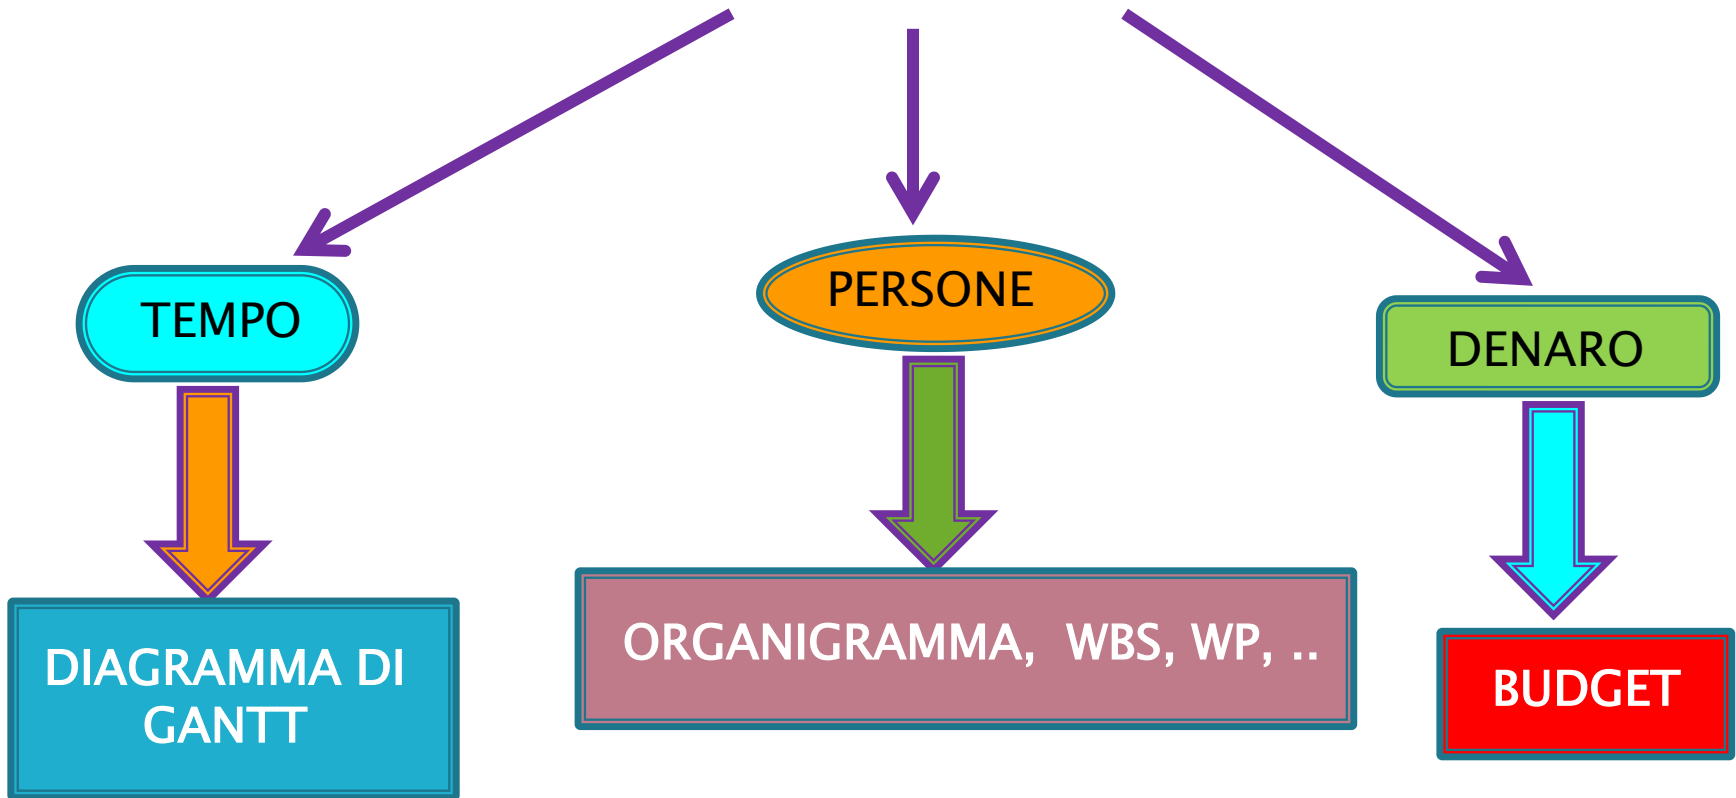 TEMPO
PERSONE
DENARO
DIAGRAMMA DI
GANTT
ORGANIGRAMMA,  WBS, WP, ..
BUDGET